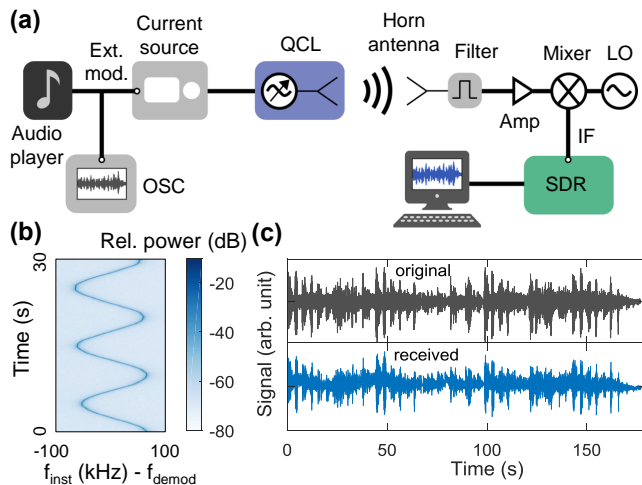 (a)
Ext.
mod.
Current
source
QCL
Horn
antenna
Filter
Mixer
LO
Audio
player
OSC
Amp
IF
SDR
(b)
Rel. power (dB)
30
Time (s)
0
-100
100
f_inst (kHz) - f_demod
-20
-40
-60
-80
(c)
original
received
Signal (arb. unit)
0
50
100
150
Time (s)